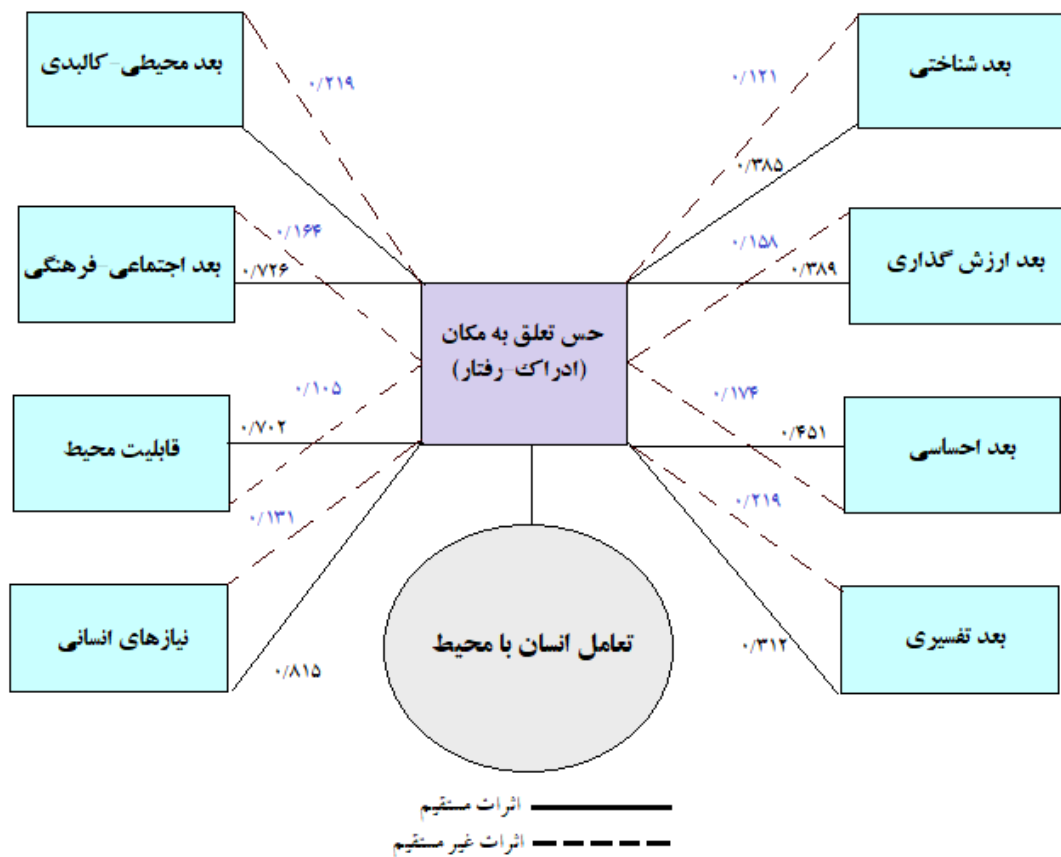 بعد شناختی
۰/۱۲۱
۰/۳۸۵
بعد ارزش گذاری
۰/۱۵۸
۰/۳۸۹
بعد احساسی
۰/۱۷۴
۰/۴۵۱
بعد تفسیری
۰/۲۱۹
۰/۳۱۲
حس تعلق به مکان
(ادراک-رفتار)
تعامل انسان با محیط
بعد محیطی-کالبدی
۰/۲۱۹
بعد اجتماعی-فرهنگی
۰/۱۶۴
۰/۷۲۶
قابلیت محیط
۰/۱۰۵
۰/۷۰۲
نیازهای انسانی
۰/۱۳۱
۰/۸۱۵
اثرات مستقیم
اثرات غیر مستقیم